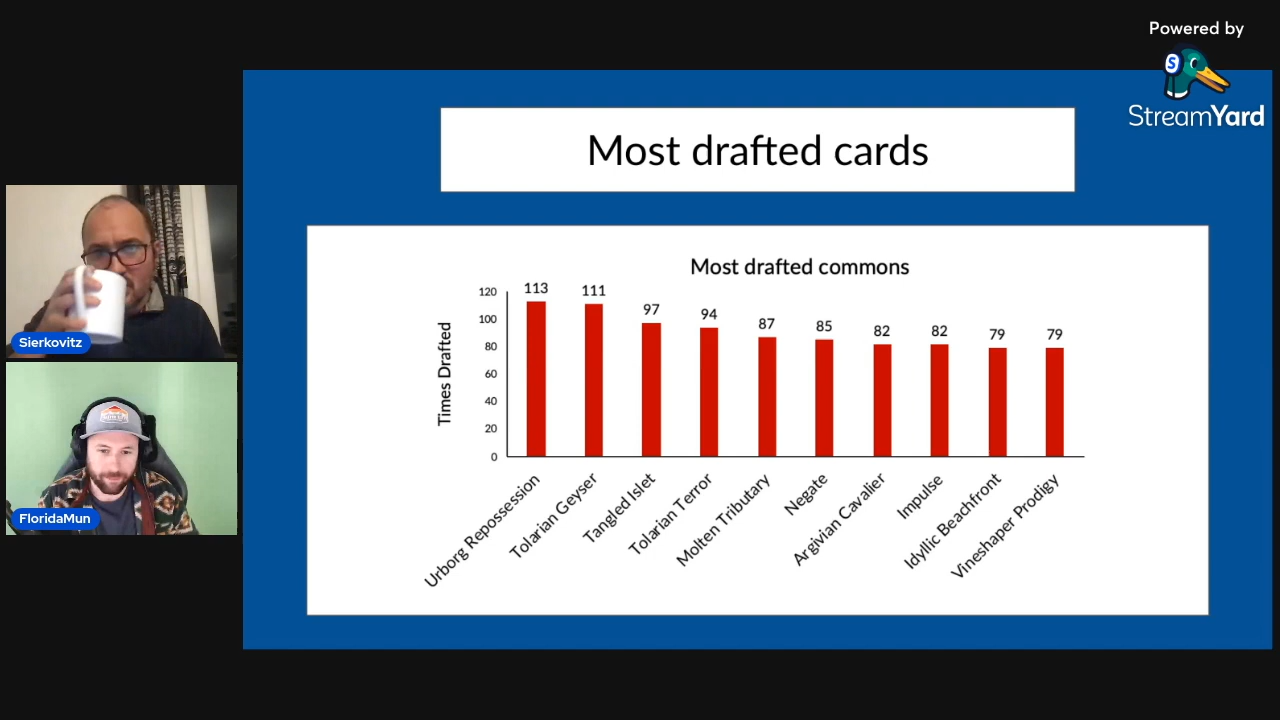 Powered by
StreamYard
Most drafted cards
Most drafted commons
Times Drafted
120
100
80
60
40
20
0
113
111
97
94
87
85
82
82
79
79
Urborg Repossession
Tolarian Geyser
Tangled Islet
Tolarian Terror
Molten Tributary
Negate
Argivian Cavalier
Impulse
Idyllic Beachfront
Vineshaper Prodigy
Sierkovitz
FloridaMun